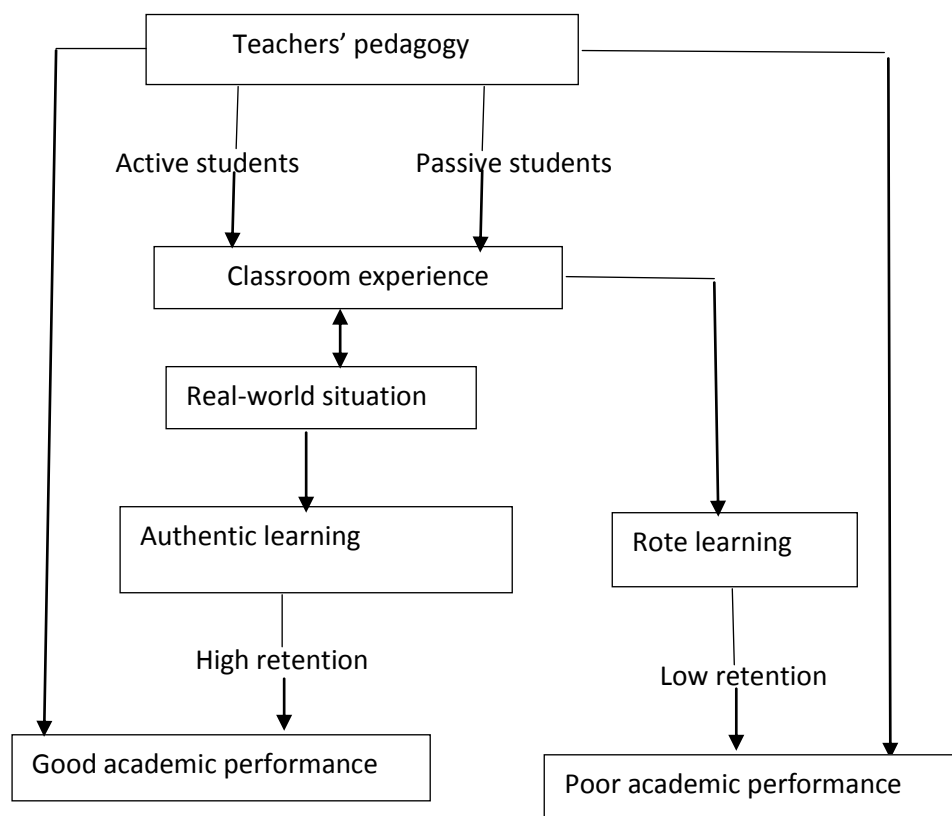 Teachers’ pedagogy
Active students
Passive students
Classroom experience
Real-world situation
Authentic learning
Rote learning
High retention
Low retention
Good academic performance
Poor academic performance